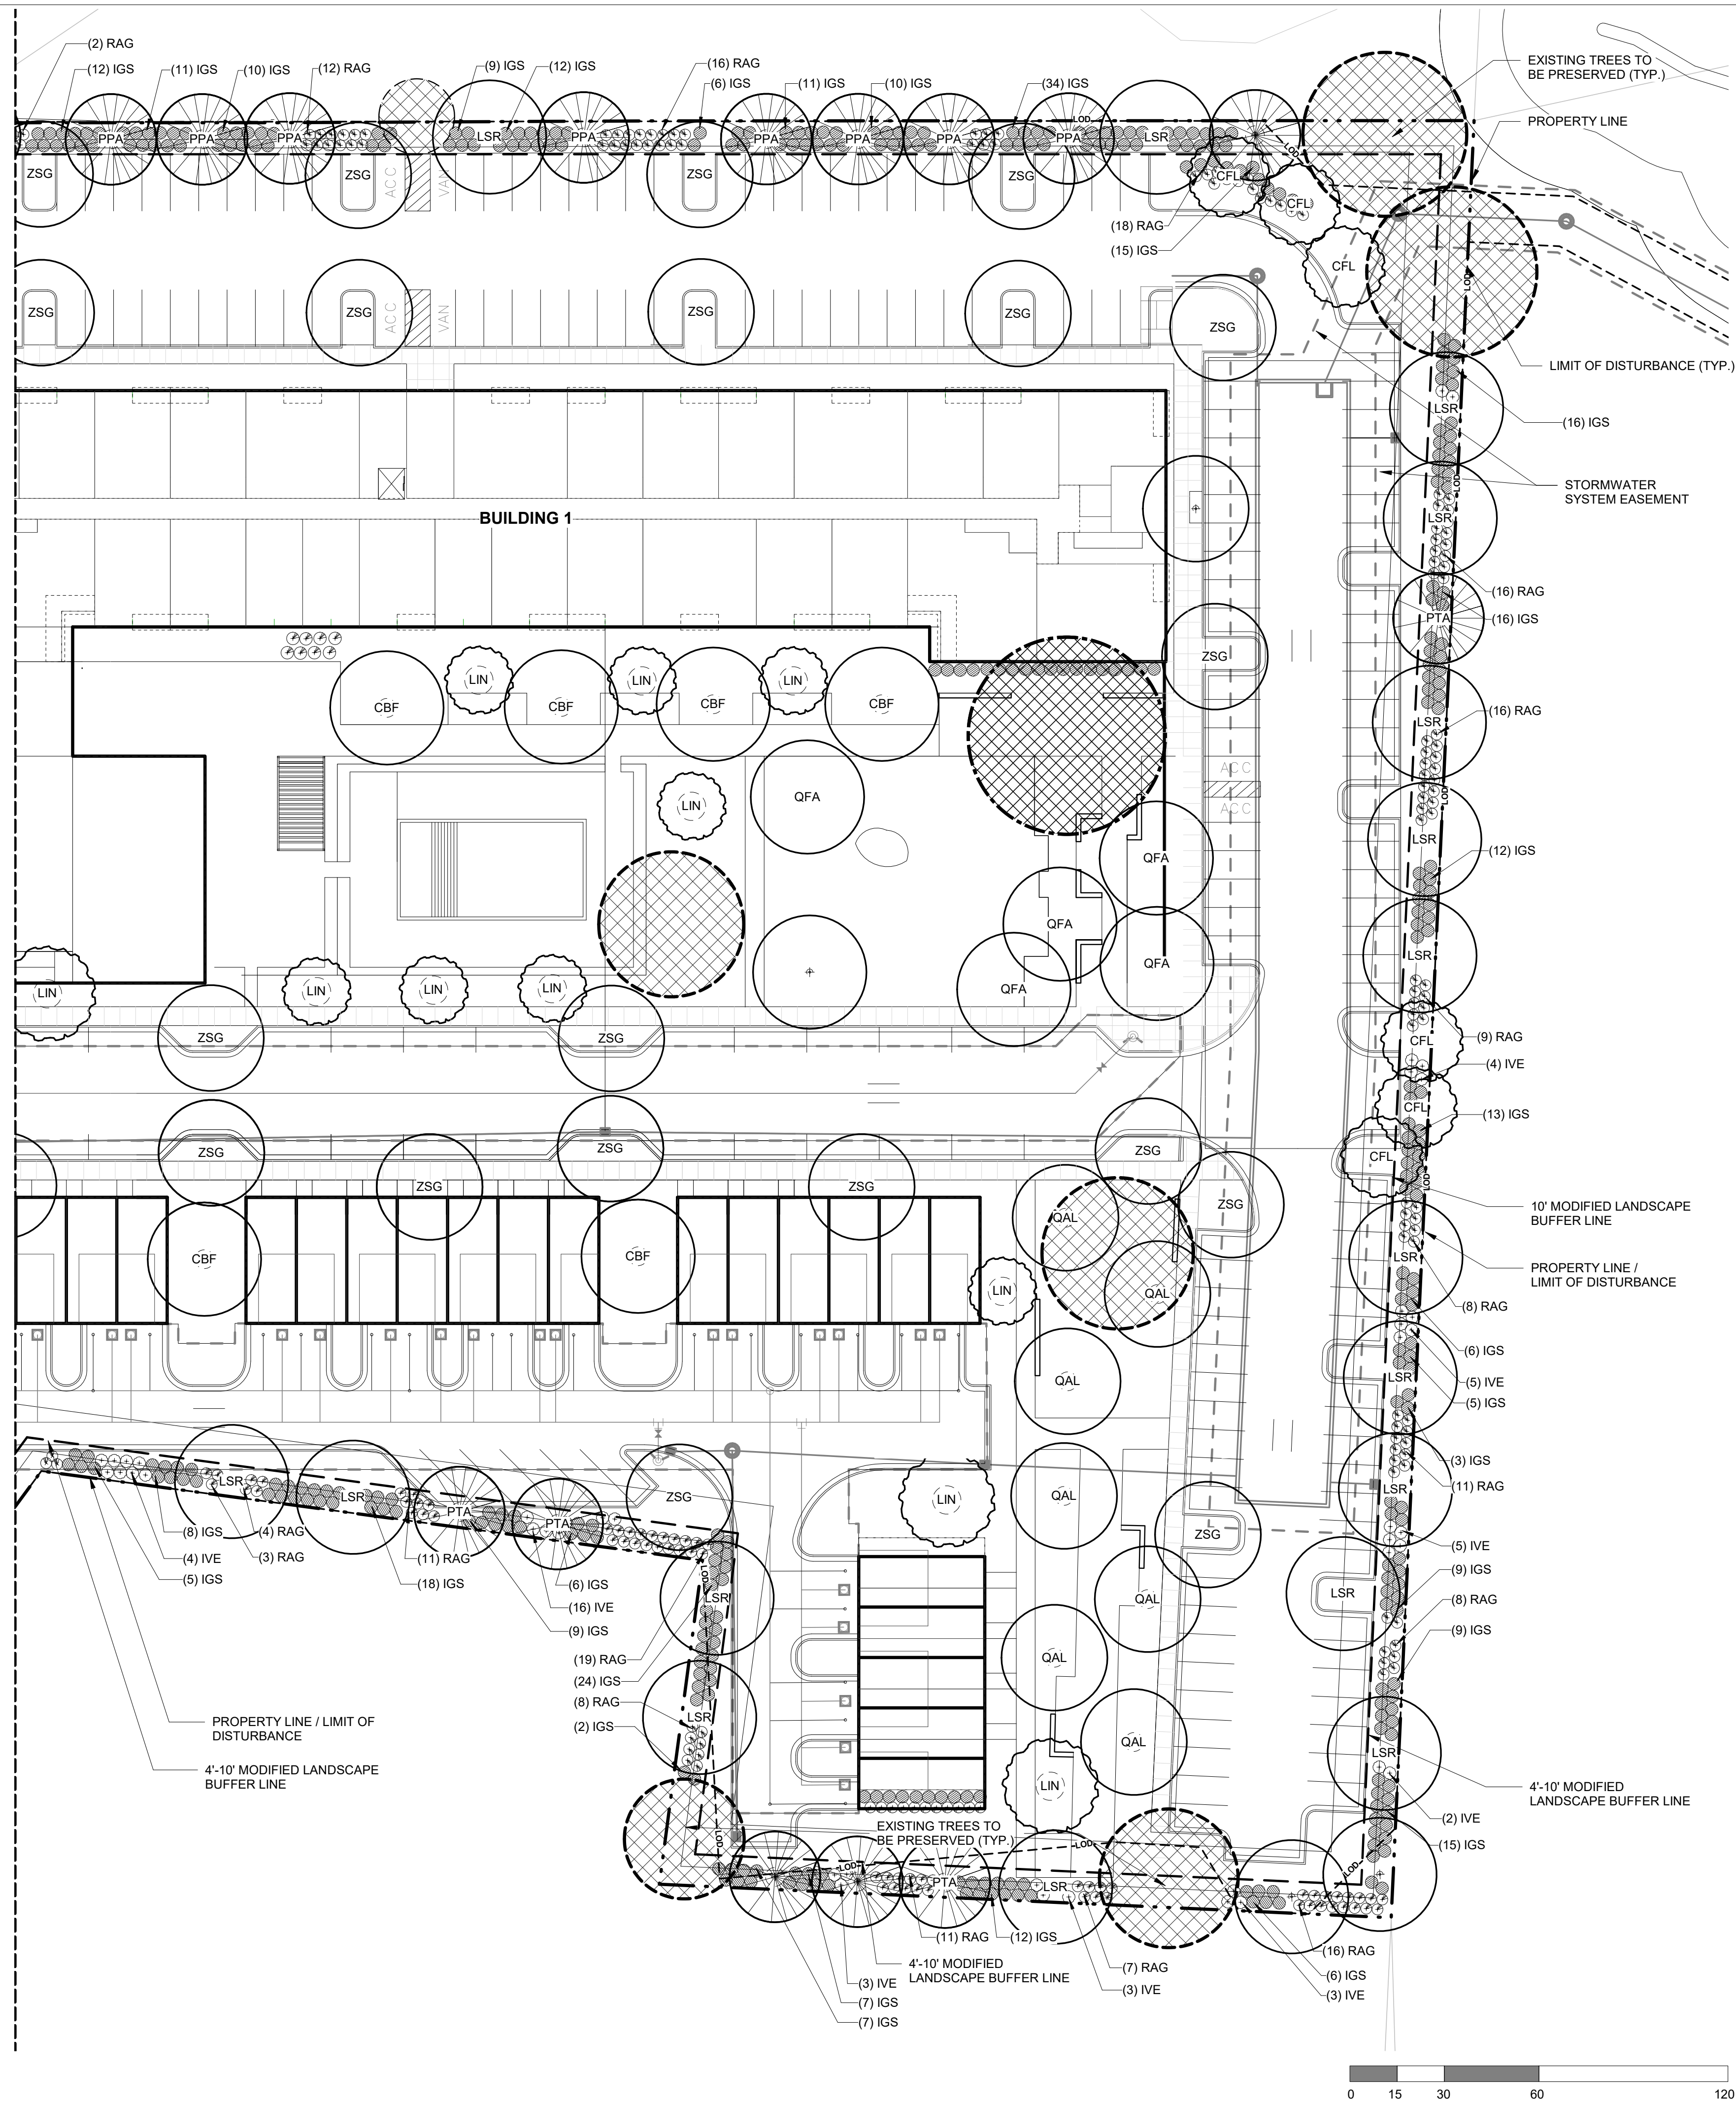 (2) RAG
(12) IGS
(11) IGS
(10) IGS
(12) RAG
(9) IGS
(12) IGS
(16) RAG
(6) IGS
(11) IGS
(10) IGS
(34) IGS
EXISTING TREES TO
BE PRESERVED (TYP.)
PROPERTY LINE
LOD
PPA
PPA
PPA
LSR
PPA
PPA
PPA
PPA
PPA
LSR
LOD
ZSG
ZSG
ACC
VAN
ZSG
ZSG
CFL
CFL
(18) RAG
(15) IGS
CFL
LOD
ZSG
ZSG
ACC
VAN
ZSG
ZSG
ZSG
LIMIT OF DISTURBANCE (TYP.)
LSR
(16) IGS
LOD
STORMWATER
SYSTEM EASEMENT
BUILDING 1
LSR
(16) RAG
PTA
(16) IGS
ZSG
LIN
LIN
LIN
CBF
CBF
CBF
CBF
LSR
(16) RAG
ACC
ACC
LOD
LIN
QFA
LSR
(12) IGS
QFA
QFA
QFA
QFA
LSR
LIN
LIN
LIN
LIN
ZSG
ZSG
CFL
(9) RAG
(4) IVE
CFL
(13) IGS
ZSG
ZSG
ZSG
CFL
LOD
ZSG
ZSG
ZSG
QAL
10' MODIFIED LANDSCAPE
BUFFER LINE
CBF
CBF
LSR
PROPERTY LINE /
LIMIT OF DISTURBANCE
LIN
QAL
(8) RAG
(6) IGS
QAL
LSR
(5) IVE
(5) IGS
(3) IGS
(11) RAG
LSR
LSR
LSR
ZSG
LIN
QAL
PTA
PTA
ZSG
(8) IGS
(4) RAG
(4) IVE
(3) RAG
(5) IGS
(11) RAG
(18) IGS
(6) IGS
(16) IVE
(9) IGS
LOD
LSR
(5) IVE
(9) IGS
QAL
LSR
(8) RAG
(9) IGS
(19) RAG
(24) IGS
QAL
(8) RAG
LSR
(2) IGS
PROPERTY LINE / LIMIT OF
DISTURBANCE
4'-10' MODIFIED LANDSCAPE
BUFFER LINE
QAL
LSR
LIN
4'-10' MODIFIED
LANDSCAPE BUFFER LINE
(2) IVE
(15) IGS
EXISTING TREES TO
BE PRESERVED (TYP.)
LOD
LOD
LOD
LOD
PTA
LSR
(11) RAG
(12) IGS
4'-10' MODIFIED
LANDSCAPE BUFFER LINE
(3) IVE
(7) IGS
(7) IGS
(7) RAG
(3) IVE
(16) RAG
(6) IGS
(3) IVE
0 15 30 60 120